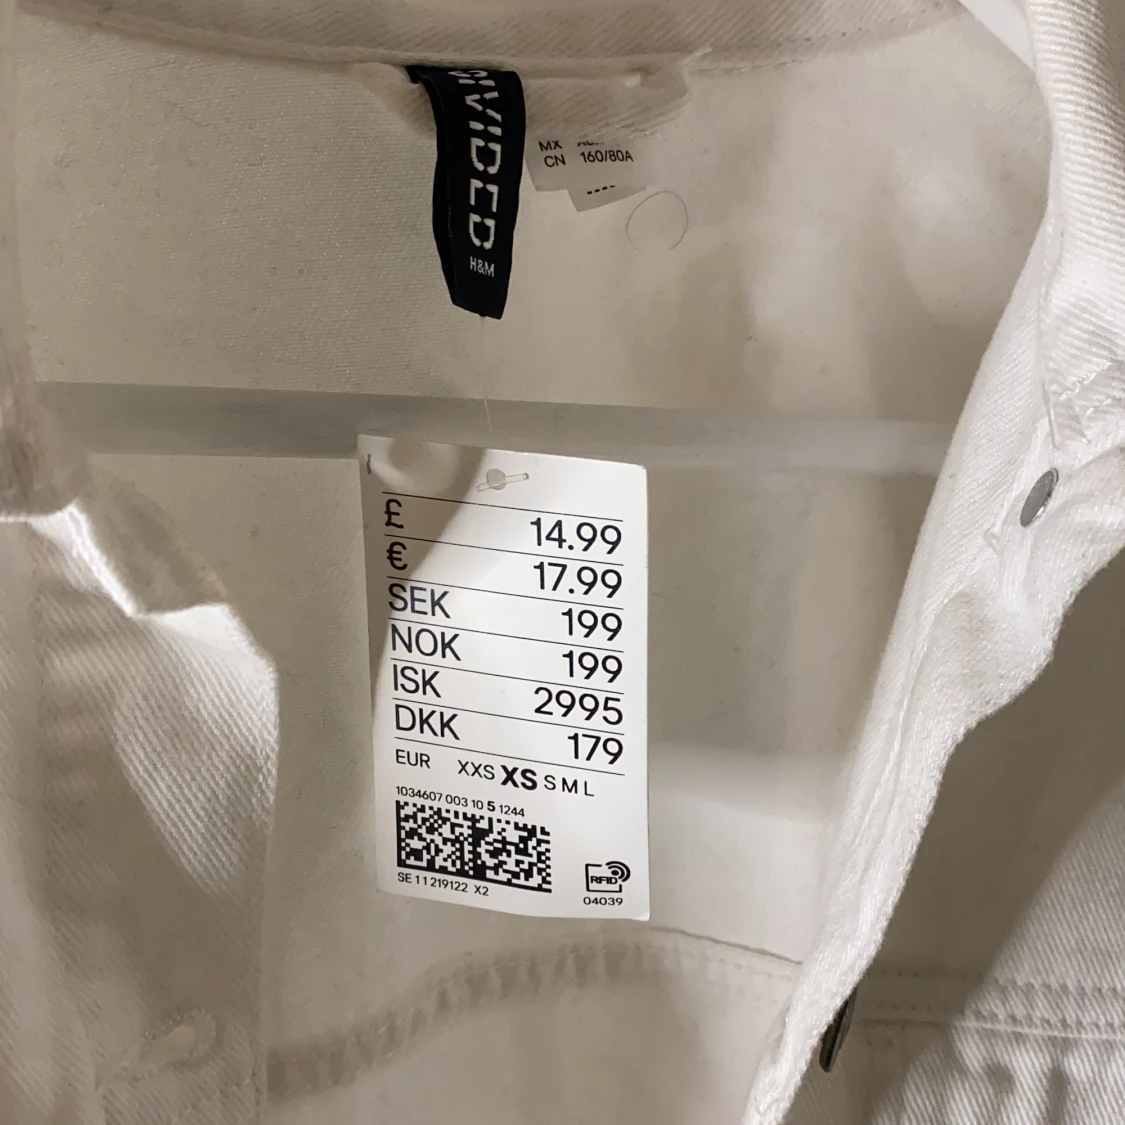 DIVIDED
H&M
MX
CN 160/80A
£ 14.99
€ 17.99
SEK 199
NOK 199
ISK 2995
DKK 179
EUR XXS XS S M L
1034607 003 10 5 1244
SE 11 219122 X2
RFID
04039